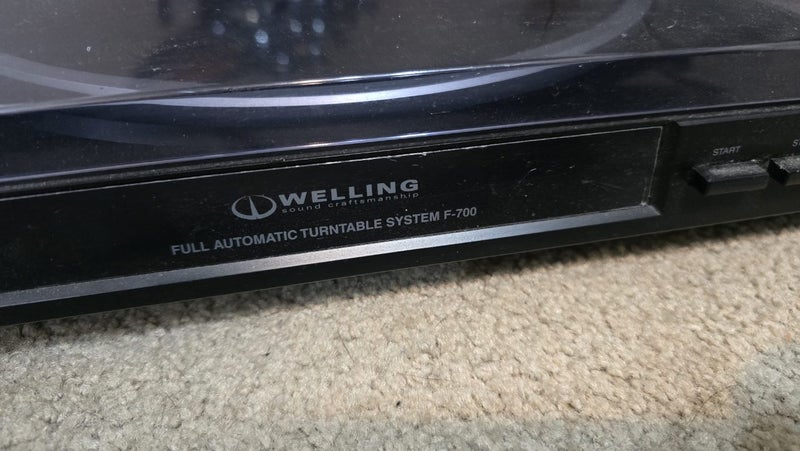 WELLING
sound craftsmanship
FULL AUTOMATIC TURNTABLE SYSTEM F-700
START